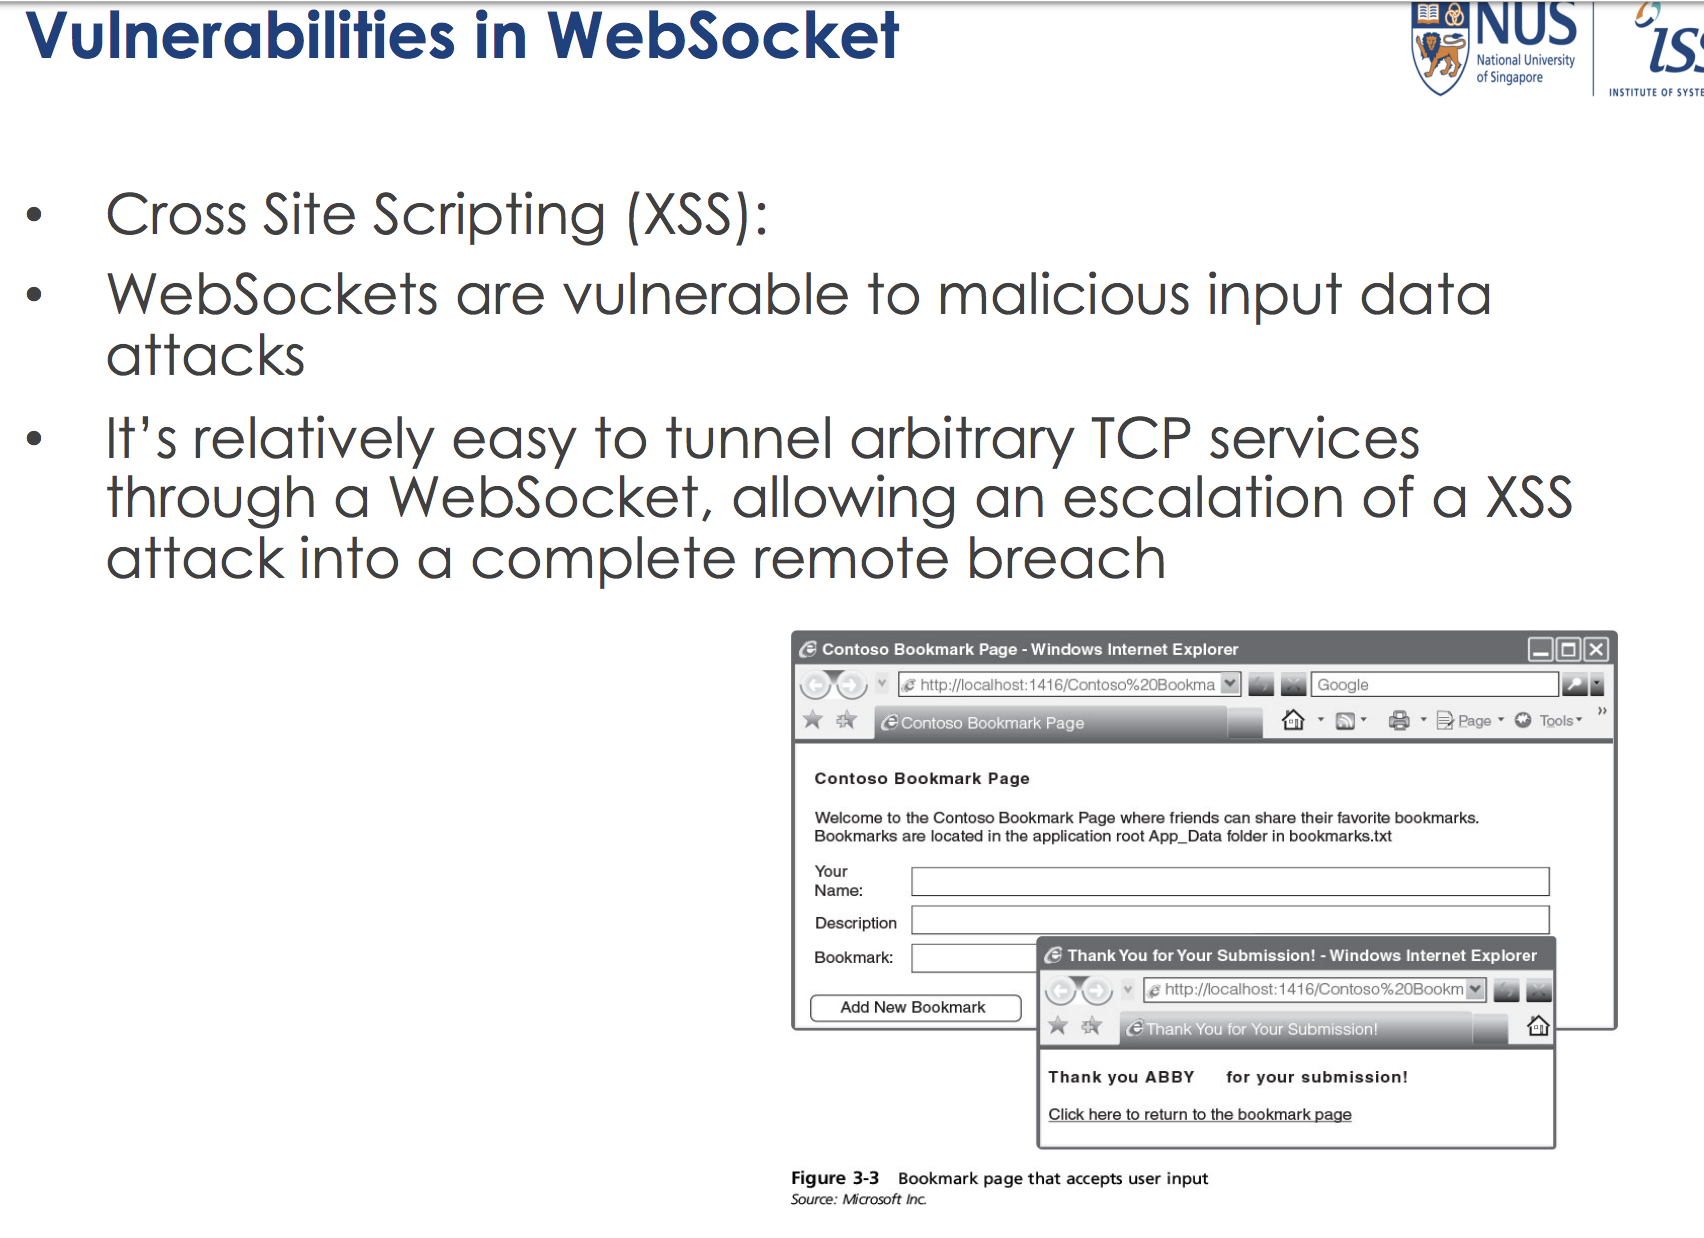 Vulnerabilities in WebSocket
NUS
National University
of Singapore
iss
INSTITUTE OF
• Cross Site Scripting (XSS):
• WebSockets are vulnerable to malicious input data
attacks
• It’s relatively easy to tunnel arbitrary TCP services
through a WebSocket, allowing an escalation of a XSS
attack into a complete remote breach
Contoso Bookmark Page - Windows Internet Explorer
http://localhost:1416/Contoso%20Bookma
Google
Contoso Bookmark Page
Page
Tools
»
Contoso Bookmark Page
Welcome to the Contoso Bookmark Page where friends can share their favorite bookmarks.
Bookmarks are located in the application root App_Data folder in bookmarks.txt
Your
Name:
Description
Bookmark:
Add New Bookmark
Thank You for Your Submission! - Windows Internet Explorer
http://localhost:1416/Contoso%20Bookm
Thank You for Your Submission!
Thank you ABBY for your submission!
Click here to return to the bookmark page
Figure 3-3 Bookmark page that accepts user input
Source: Microsoft Inc.